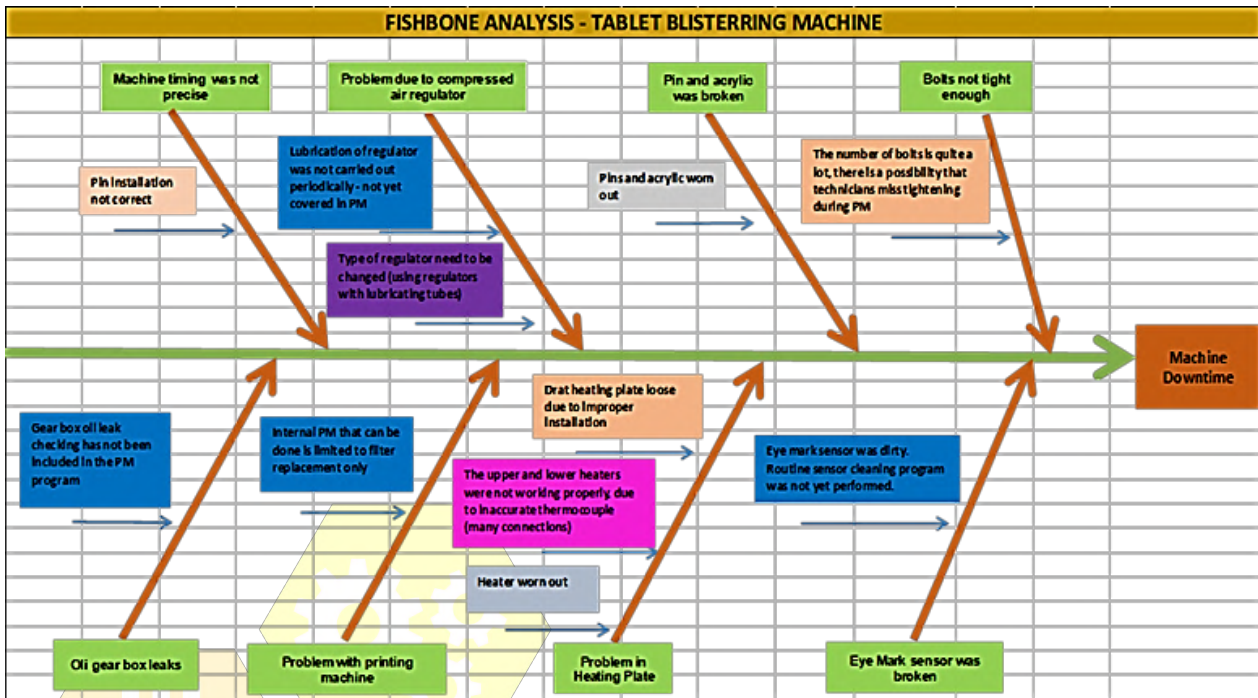 FISHBONE ANALYSIS - TABLET BLISTERRING MACHINE
Machine timing was not
precise
Problem due to compressed
air regulator
Pin and acrylic
was broken
Bolts not tight
enough
Pin installation
not correct
Lubrication of regulator
was not carried out
periodically - not yet
covered in PM
Type of regulator need to be
changed (using regulators
with lubricating tubes)
Pins and acrylic worn
out
The number of bolts is quite a
lot, there is a possibility that
technicians miss tightening
during PM
Machine
Downtime
Gear box oil leak
checking has not been
included in the PM
program
Internal PM that can be
done is limited to filter
replacement only
Drat heating plate loose
due to improper
installation
The upper and lower heaters
were not working properly, due
to inaccurate thermocouple
(many connections)
Heater worn out
Eye mark sensor was dirty.
Routine sensor cleaning program
was not yet performed.
Oli gear box leaks
Problem with printing
machine
Problem in
Heating Plate
Eye Mark sensor was
broken